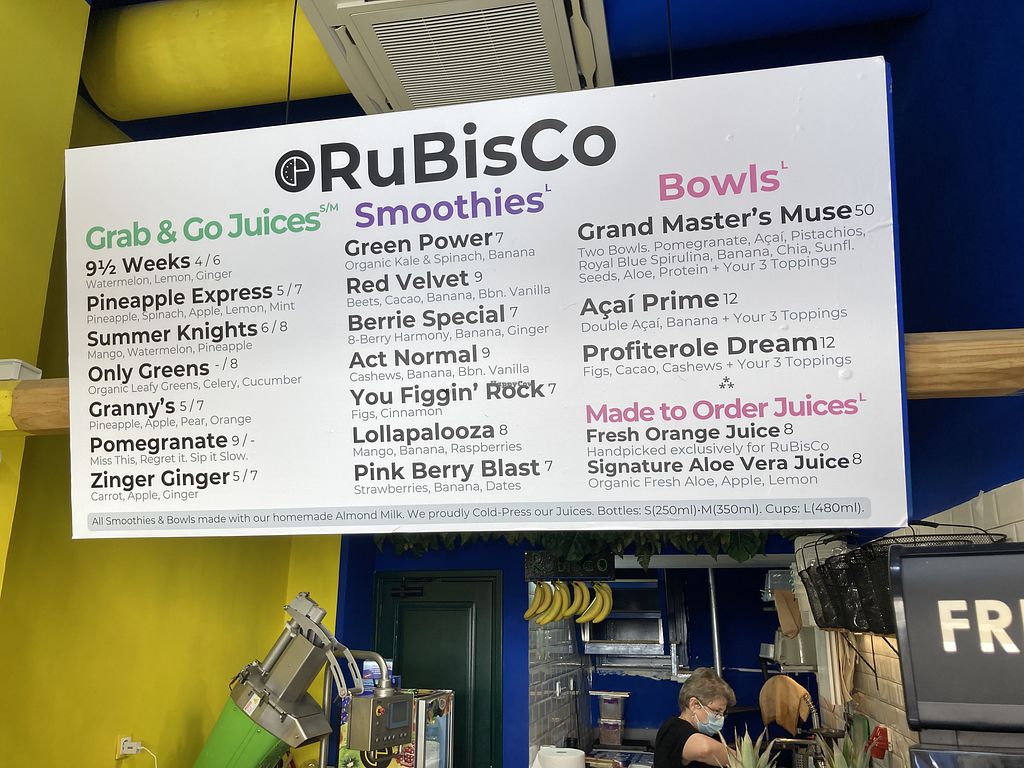 RuBisCo
Grab & Go Juices S/M
9½ Weeks 4 / 6
Watermelon, Lemon, Ginger
Pineapple Express 5 / 7
Pineapple, Spinach, Apple, Lemon, Mint
Summer Knights 6 / 8
Mango, Watermelon, Pineapple
Only Greens - / 8
Organic Leafy Greens, Celery, Cucumber
Granny's 5 / 7
Pineapple, Apple, Pear, Orange
Pomegranate 9 / -
Miss This, Regret it. Sip it Slow.
Zinger Ginger 5 / 7
Carrot, Apple, Ginger
Smoothies L
Green Power 7
Organic Kale & Spinach, Banana
Red Velvet 9
Beets, Cacao, Banana, Bbn. Vanilla
Berrie Special 7
8-Berry Harmony, Banana, Ginger
Act Normal 9
Cashews, Banana, Bbn. Vanilla
HappyCow
You Figgin' Rock 7
Figs, Cinnamon
Lollapalooza 8
Mango, Banana, Raspberries
Pink Berry Blast 7
Strawberries, Banana, Dates
Bowls L
Grand Master's Muse 50
Two Bowls. Pomegranate, Açaí, Pistachios,
Royal Blue Spirulina, Banana, Chia, Sunfl.
Seeds, Aloe, Protein + Your 3 Toppings
Açaí Prime 12
Double Açaí, Banana + Your 3 Toppings
Profiterole Dream 12
Figs, Cacao, Cashews + Your 3 Toppings
***
Made to Order Juices L
Fresh Orange Juice 8
Handpicked exclusively for RuBisCo
Signature Aloe Vera Juice 8
Organic Fresh Aloe, Apple, Lemon
All Smoothies & Bowls made with our homemade Almond Milk. We proudly Cold-Press our Juices. Bottles: S(250ml)-M(350ml). Cups: L(480ml).
RUBISCO
FR